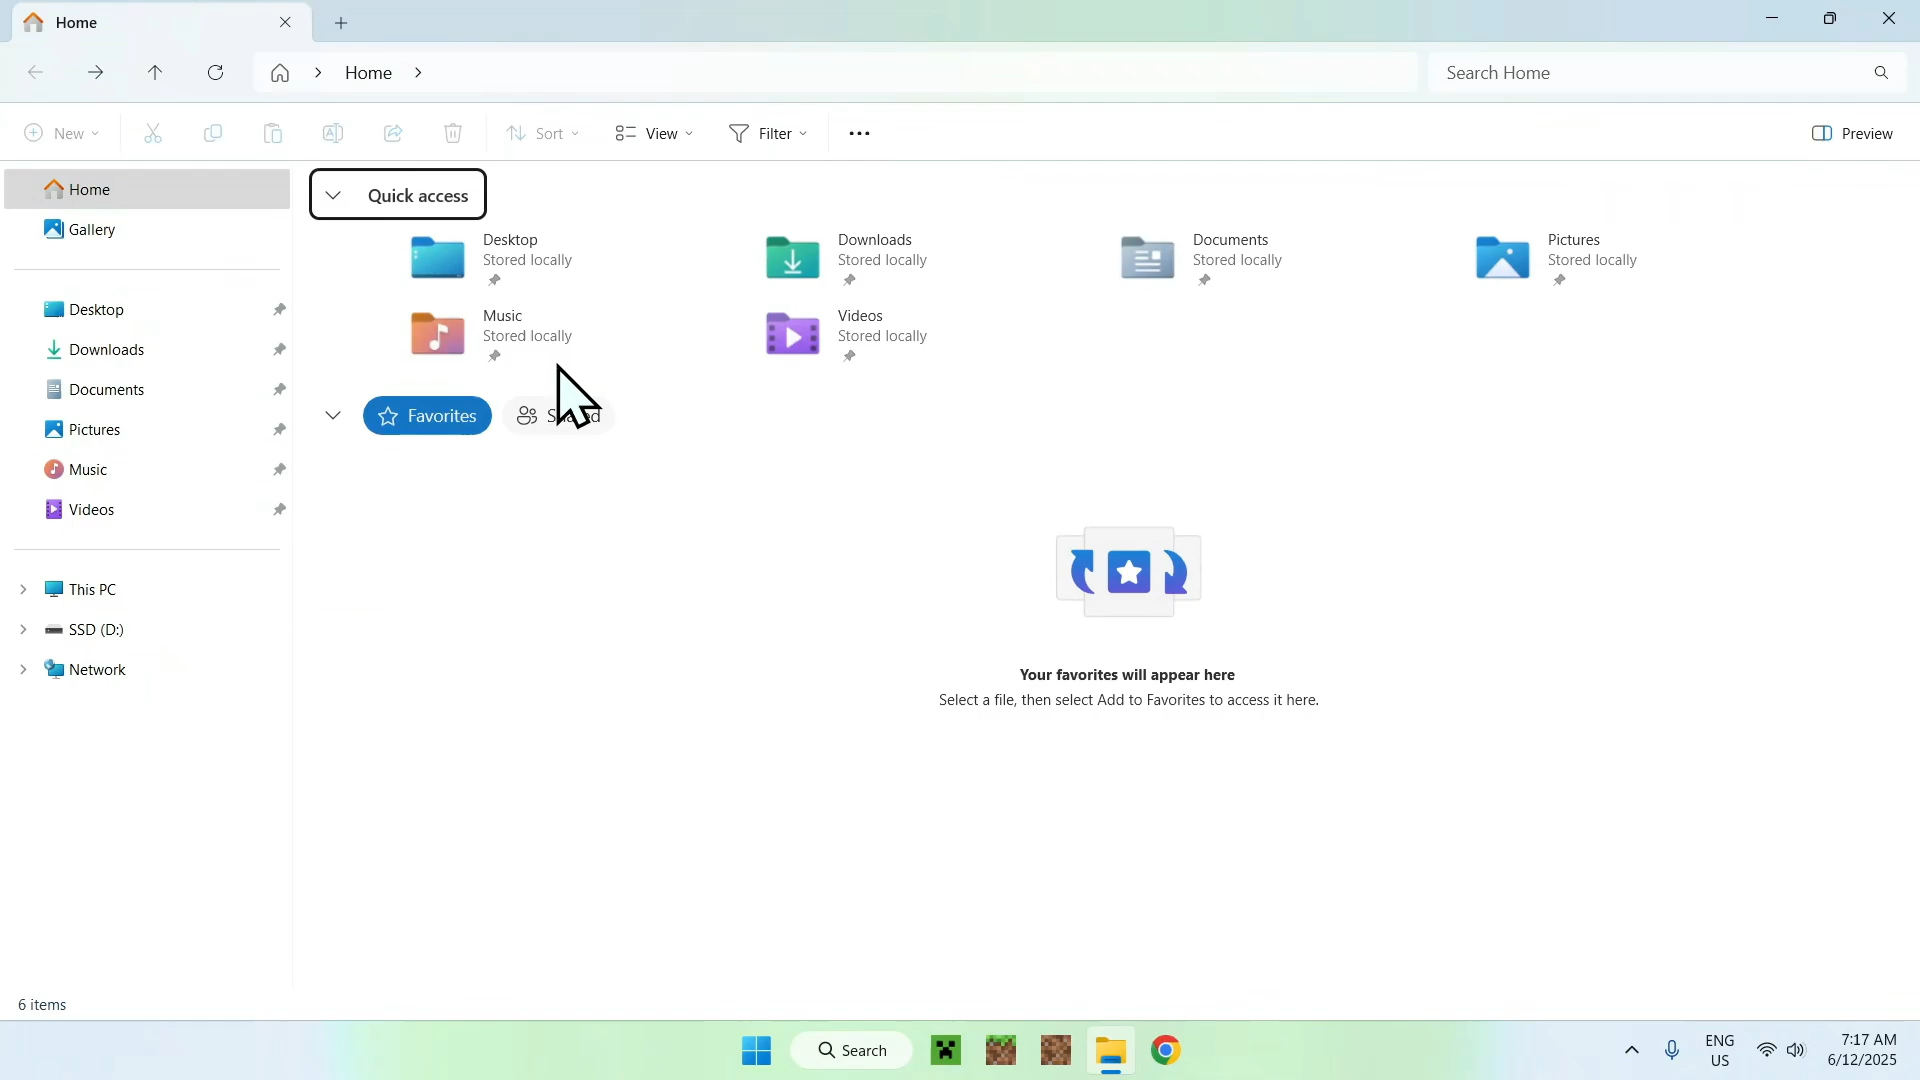 Home
Home
Search Home
New
Sort
View
Filter
Preview
Home
Gallery
Desktop
Downloads
Documents
Pictures
Music
Videos
This PC
SSD (D:)
Network
Quick access
Desktop
Stored locally
Downloads
Stored locally
Documents
Stored locally
Pictures
Stored locally
Music
Stored locally
Videos
Stored locally
Favorites
Your favorites will appear here
Select a file, then select Add to Favorites to access it here.
6 items
Search
ENG
US
7:17 AM
6/12/2025